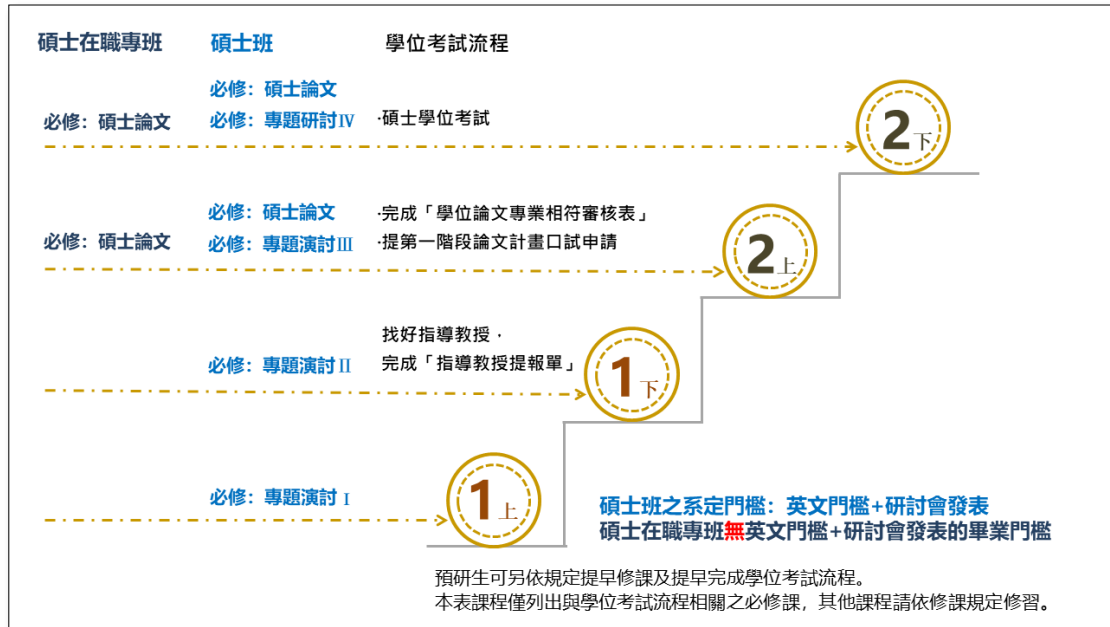 碩士在職專班 碩士班 學位考試流程
必修：碩士論文
必修：碩士論文 必修：專題研討IV ·碩士學位考試
2下
必修：碩士論文 ·完成「學位論文專業相符審核表」
必修：碩士論文 必修：專題演討III ·提第一階段論文計畫口試申請
2上
找好指導教授，
必修：專題演討II 完成「指導教授提報單」
1下
必修：專題演討I
1上
碩士班之系定門檻：英文門檻+研討會發表
碩士在職專班無英文門檻+研討會發表的畢業門檻
預研生可另依規定提早修課及提早完成學位考試流程。
本表課程僅列出與學位考試流程相關之必修課，其他課程請依修課規定修習。